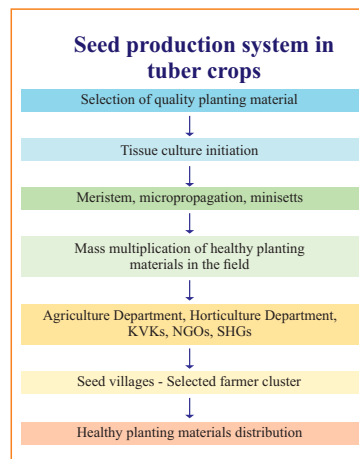 Seed production system in
tuber crops
Selection of quality planting material
Tissue culture initiation
Meristem, micropropagation, minisetts
Mass multiplication of healthy planting
materials in the field
Agriculture Department, Horticulture Department,
KVKs, NGOs, SHGs
Seed villages - Selected farmer cluster
Healthy planting materials distribution